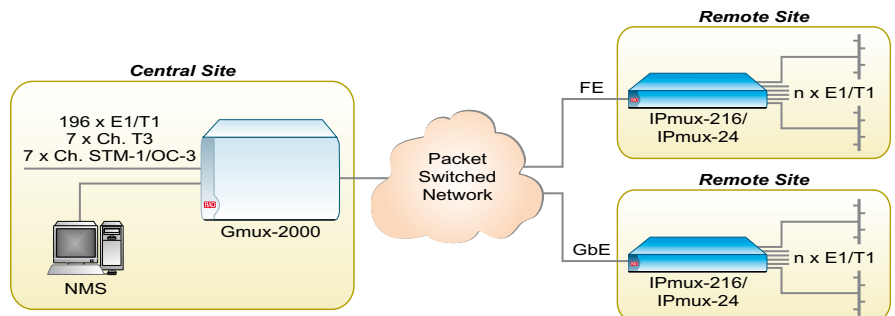 Central Site
196 x E1/T1
7 x Ch. T3
7 x Ch. STM-1/OC-3
RAD
Gmux-2000
NMS
Packet
Switched
Network
FE
GbE
Remote Site
n x E1/T1
IPmux-216/
IPmux-24
Remote Site
n x E1/T1
IPmux-216/
IPmux-24